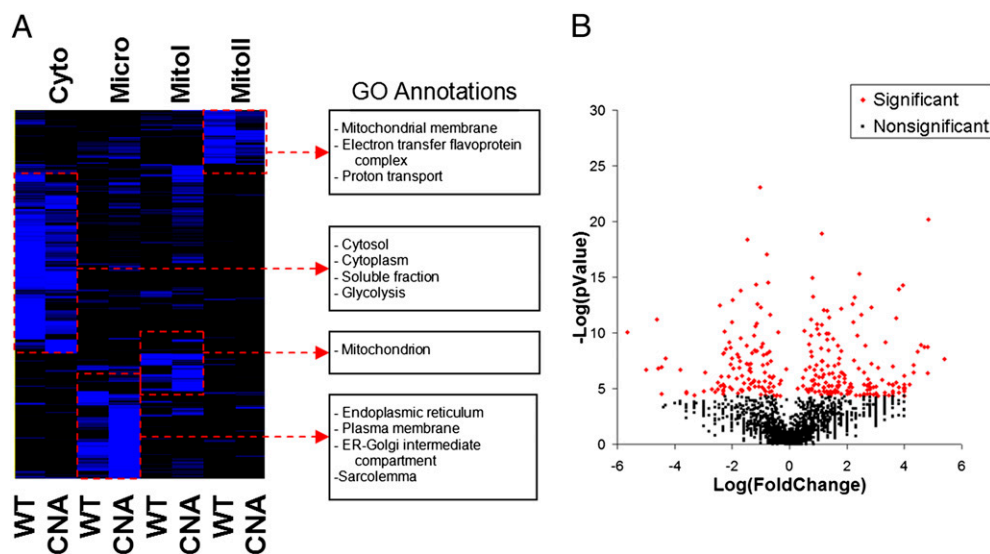 A
Cyto
Micro
MitoI
MitoII
GO Annotations
- Mitochondrial membrane
- Electron transfer flavoprotein
complex
- Proton transport
- Cytosol
- Cytoplasm
- Soluble fraction
- Glycolysis
- Mitochondrion
- Endoplasmic reticulum
- Plasma membrane
- ER-Golgi intermediate
compartment
-Sarcolemma
WT
CNA
WT
CNA
WT
CNA
WT
CNA
B
Significant
Nonsignificant
30
25
20
15
10
5
0
-Log(pValue)
-6 -4 -2 0 2 4 6
Log(FoldChange)